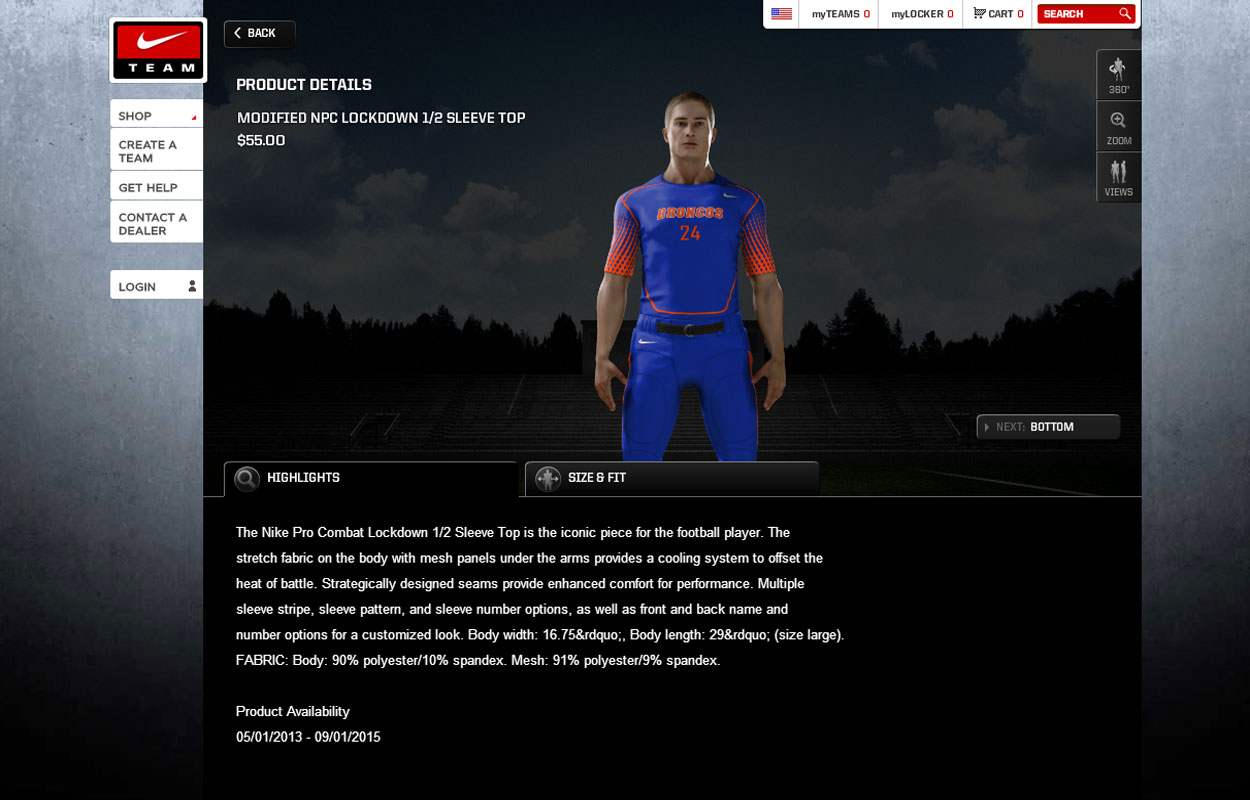 myTEAMS 0
myLOCKER 0
CART 0
SEARCH
TEAM
BACK
SHOP
CREATE A
TEAM
GET HELP
CONTACT A
DEALER
LOGIN
PRODUCT DETAILS
MODIFIED NPC LOCKDOWN 1/2 SLEEVE TOP
$55.00
360°
ZOOM
VIEWS
BRONCOS
24
NEXT: BOTTOM
HIGHLIGHTS
SIZE & FIT
The Nike Pro Combat Lockdown 1/2 Sleeve Top is the iconic piece for the football player. The
stretch fabric on the body with mesh panels under the arms provides a cooling system to offset the
heat of battle. Strategically designed seams provide enhanced comfort for performance. Multiple
sleeve stripe, sleeve pattern, and sleeve number options, as well as front and back name and
number options for a customized look. Body width: 16.75&rdquo;, Body length: 29&rdquo; (size large).
FABRIC: Body: 90% polyester/10% spandex. Mesh: 91% polyester/9% spandex.
Product Availability
05/01/2013 - 09/01/2015